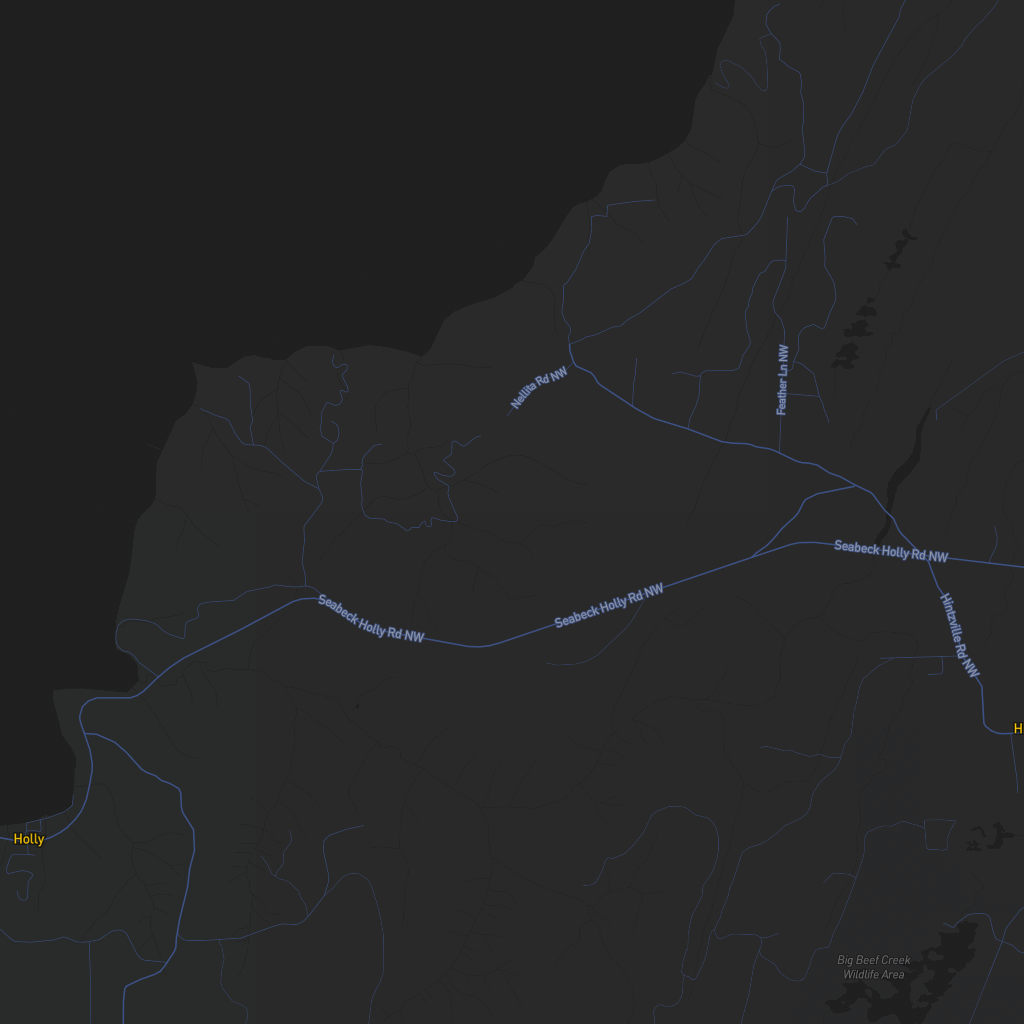 Nellita Rd NW
Feather Ln NW
Seabeck Holly Rd NW
Seabeck Holly Rd NW
Seabeck Holly Rd NW
Hintzville Rd NW
H
Holly
Big Beef Creek
Wildlife Area